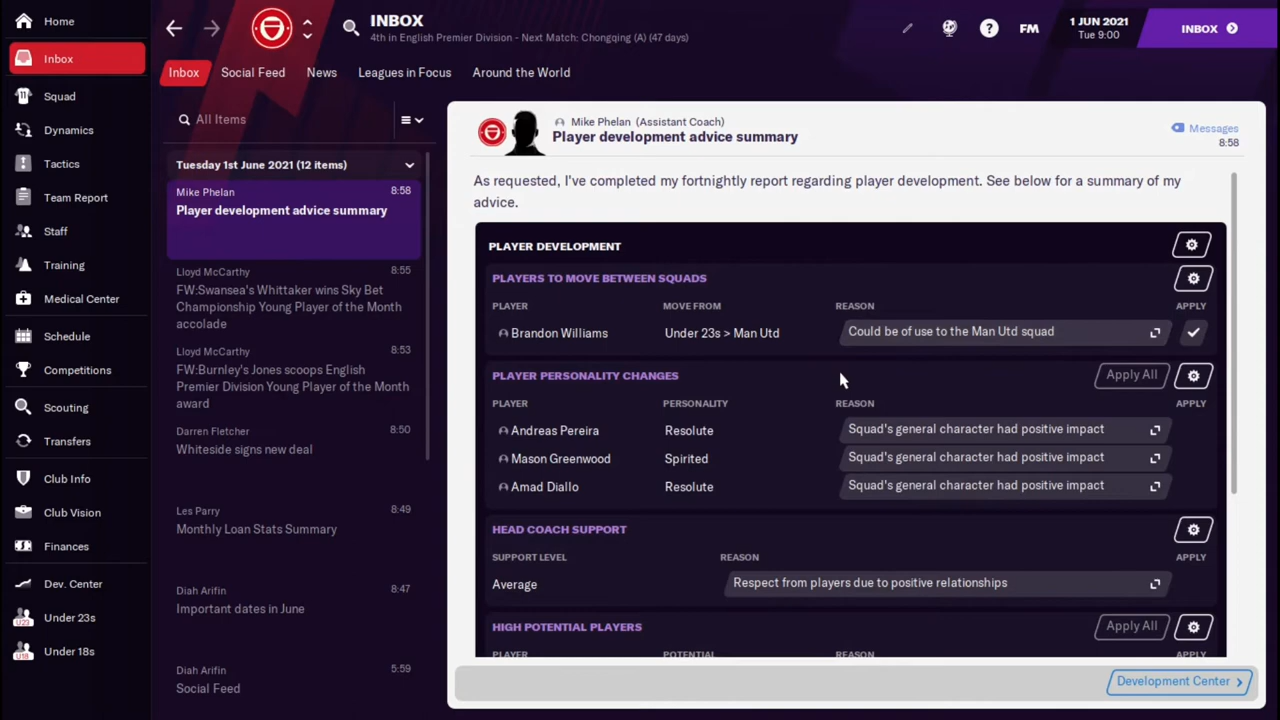 Home
INBOX
4th in English Premier Division - Next Match: Chongqing (A) (47 days)
FM
1 JUN 2021
Tue 9:00
INBOX
Inbox
Squad
Dynamics
Tactics
Team Report
Staff
Training
Medical Center
Schedule
Competitions
Scouting
Transfers
Club Info
Club Vision
Finances
Dev. Center
U23
Under 23s
U18
Under 18s
Inbox
Social Feed
News
Leagues in Focus
Around the World
All Items
Tuesday 1st June 2021 (12 items)
Mike Phelan 8:58
Player development advice summary
Lloyd McCarthy 8:55
FW:Swansea's Whittaker wins Sky Bet
Championship Young Player of the Month
accolade
Lloyd McCarthy 8:53
FW:Burnley's Jones scoops English
Premier Division Young Player of the Month
award
Darren Fletcher 8:50
Whiteside signs new deal
Les Parry 8:49
Monthly Loan Stats Summary
Diah Arifin 8:47
Important dates in June
Diah Arifin 5:59
Social Feed
Mike Phelan (Assistant Coach)
Player development advice summary
Messages
8:58
As requested, I've completed my fortnightly report regarding player development. See below for a summary of my
advice.
PLAYER DEVELOPMENT
PLAYERS TO MOVE BETWEEN SQUADS
PLAYER MOVE FROM REASON APPLY
Brandon Williams Under 23s > Man Utd Could be of use to the Man Utd squad
PLAYER PERSONALITY CHANGES Apply All
PLAYER PERSONALITY REASON APPLY
Andreas Pereira Resolute Squad's general character had positive impact
Mason Greenwood Spirited Squad's general character had positive impact
Amad Diallo Resolute Squad's general character had positive impact
HEAD COACH SUPPORT
SUPPORT LEVEL REASON APPLY
Average Respect from players due to positive relationships
HIGH POTENTIAL PLAYERS Apply All
PLAYER POTENTIAL REASON APPLY
Development Center